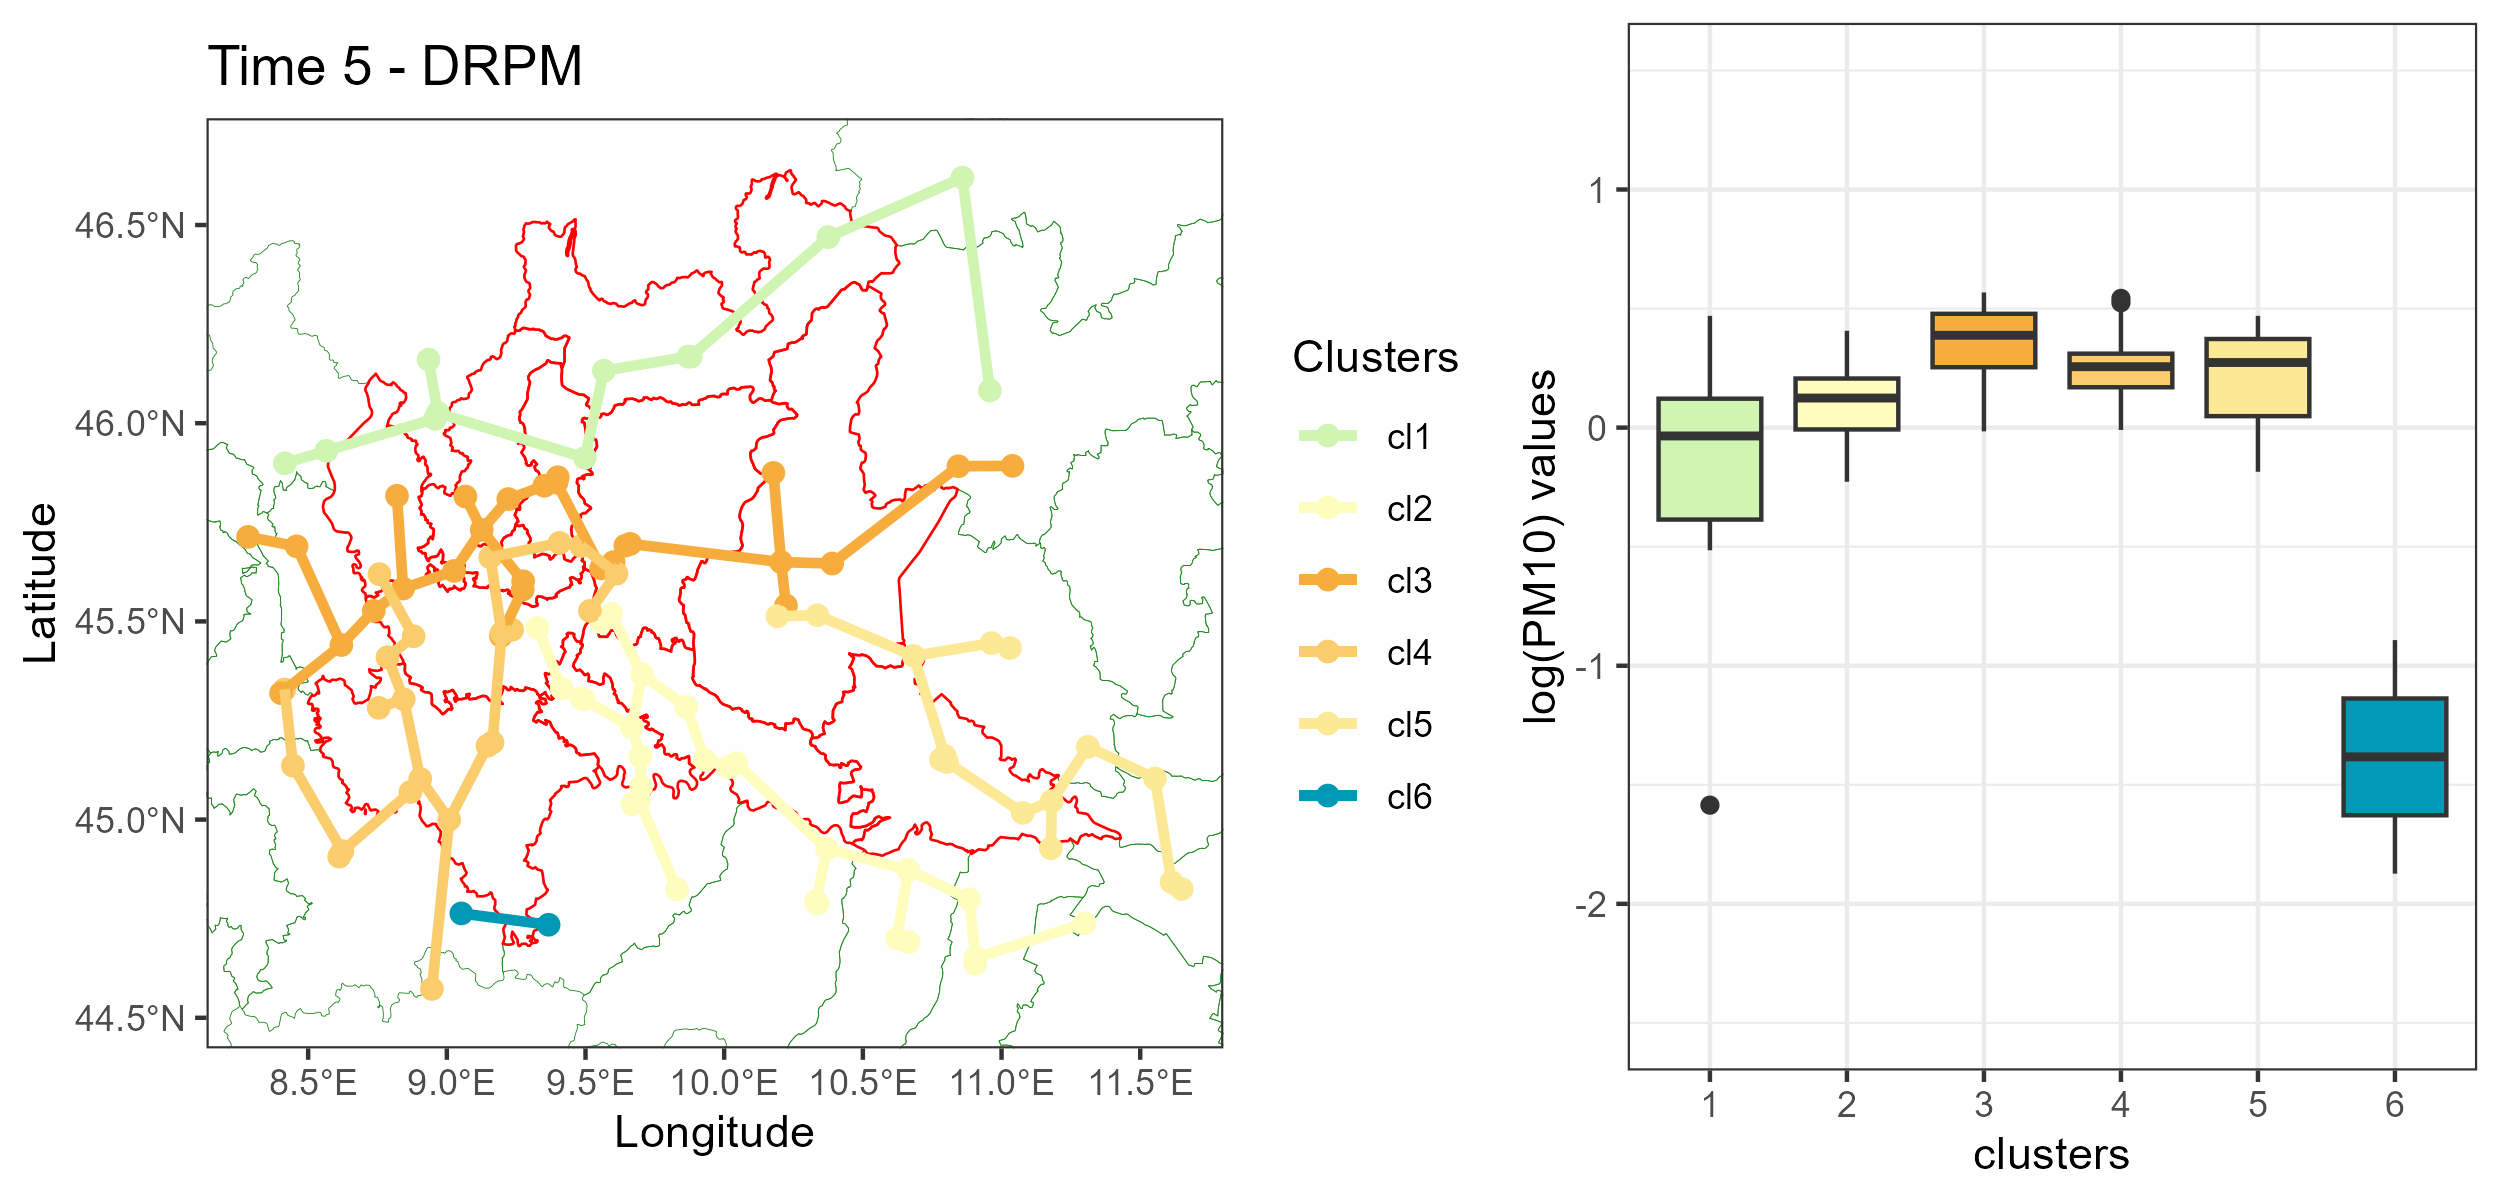 Time 5 - DRPM
Latitude
46.5°N
46.0°N
45.5°N
45.0°N
44.5°N
8.5°E 9.0°E 9.5°E 10.0°E 10.5°E 11.0°E 11.5°E
Longitude
Clusters
cl1
cl2
cl3
cl4
cl5
cl6
log(PM10) values
1
0
-1
-2
1 2 3 4 5 6
clusters